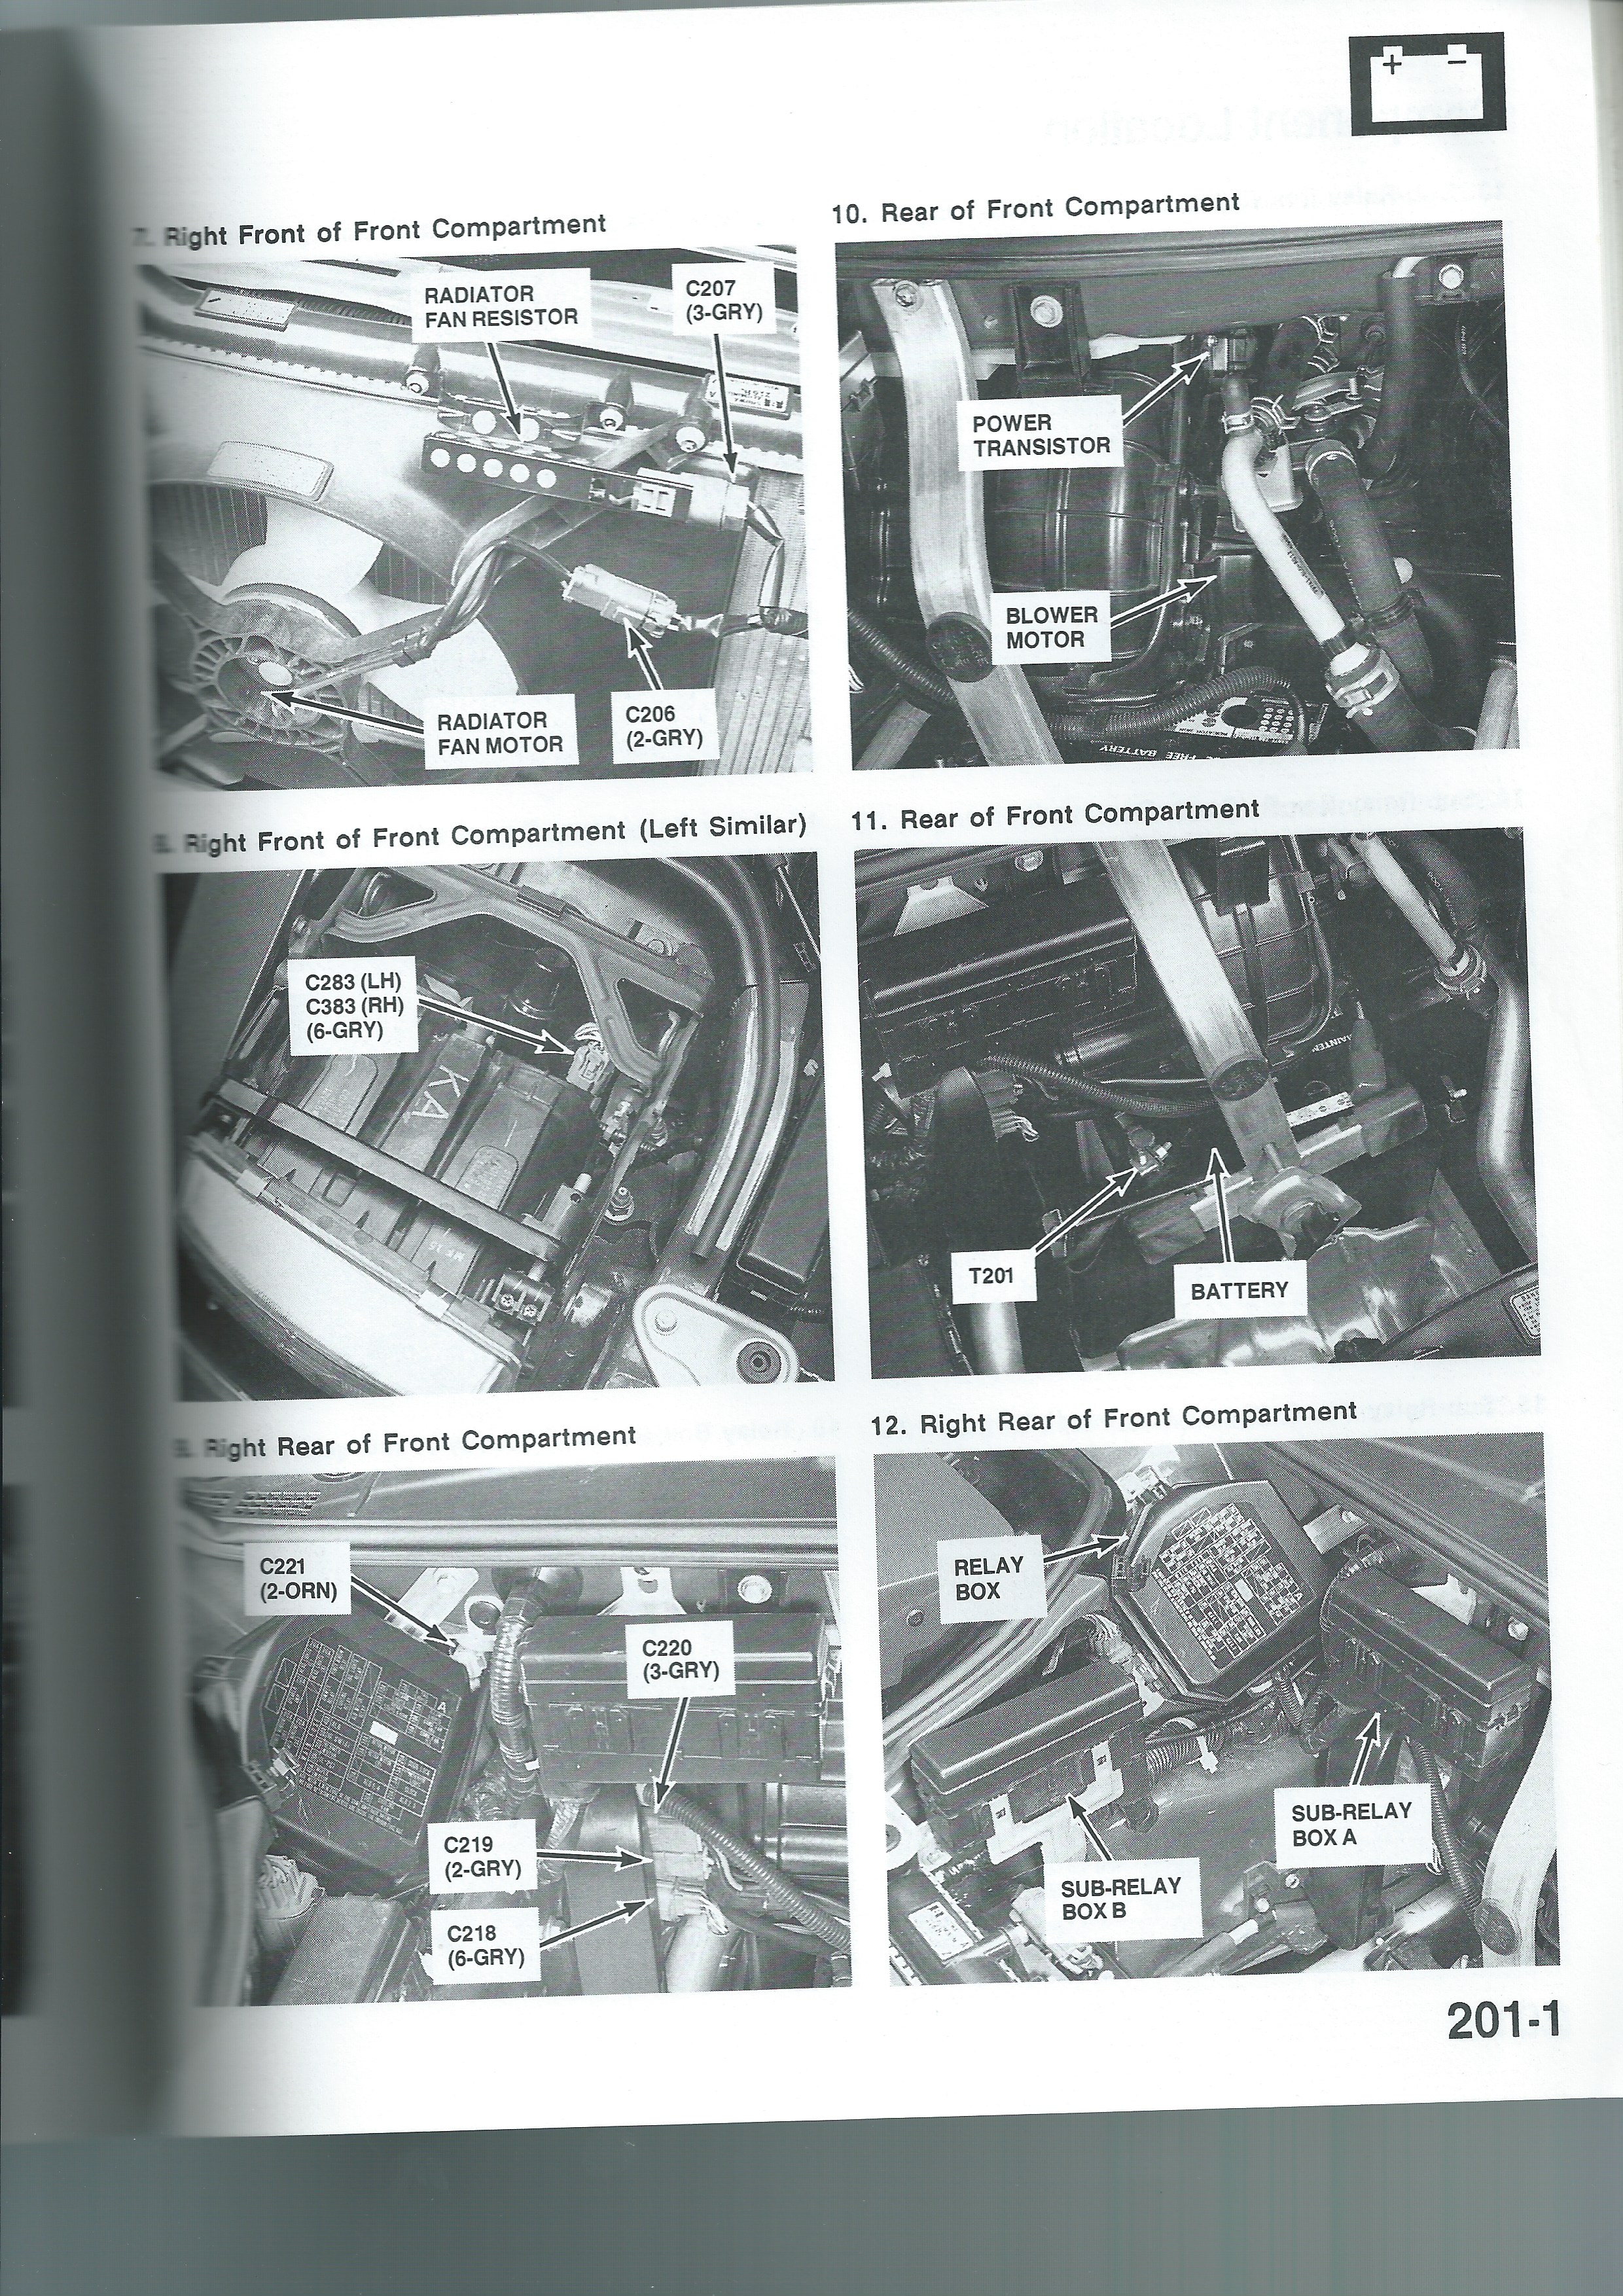 + −
7. Right Front of Front Compartment
RADIATOR
FAN RESISTOR
C207
(3-GRY)
RADIATOR
FAN MOTOR
C206
(2-GRY)
8. Right Front of Front Compartment (Left Similar)
C283 (LH)
C383 (RH)
(6-GRY)
KA
9. Right Rear of Front Compartment
C221
(2-ORN)
C220
(3-GRY)
A
C219
(2-GRY)
C218
(6-GRY)
10. Rear of Front Compartment
POWER
TRANSISTOR
BLOWER
MOTOR
FREE BATTERY
11. Rear of Front Compartment
T201
BATTERY
12. Right Rear of Front Compartment
RELAY
BOX
SUB-RELAY
BOX A
SUB-RELAY
BOX B
201-1